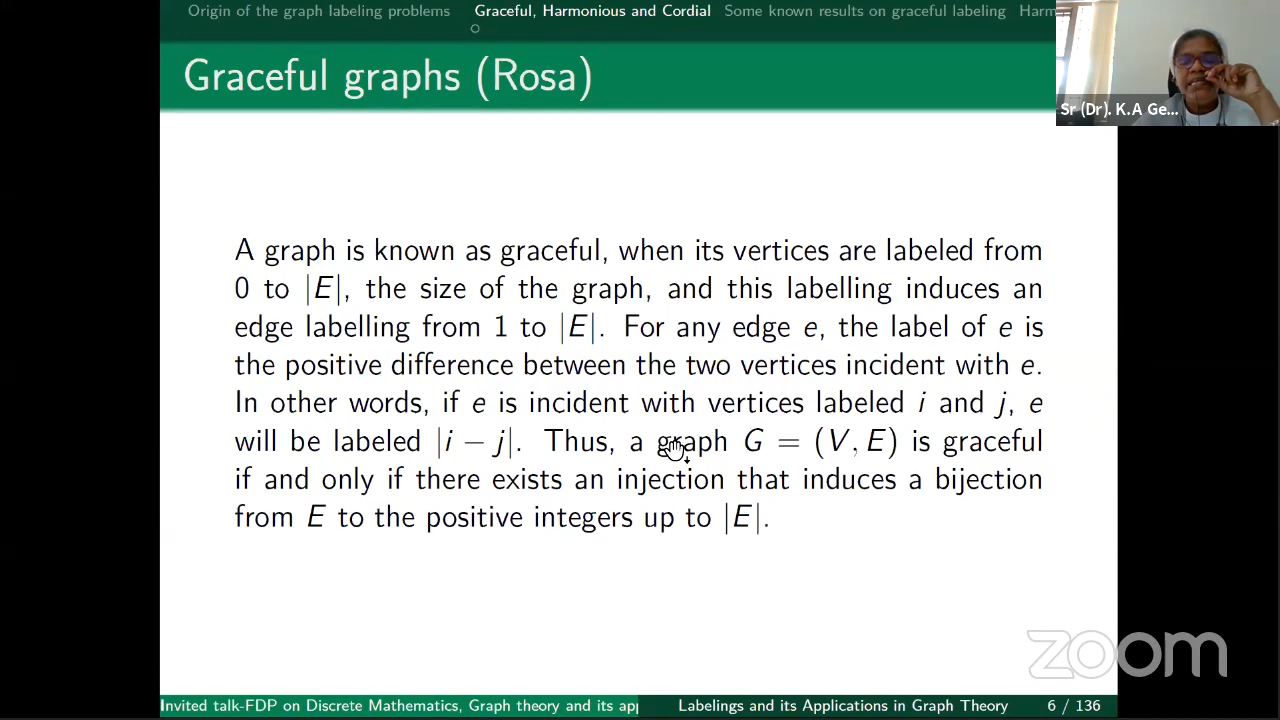 Origin of the graph labeling problems Graceful, Harmonious and Cordial Some known results on graceful labeling Harm
Graceful graphs (Rosa)
Sr (Dr). K.A Ge...
A graph is known as graceful, when its vertices are labeled from
0 to |E|, the size of the graph, and this labelling induces an
edge labelling from 1 to |E|. For any edge e, the label of e is
the positive difference between the two vertices incident with e.
In other words, if e is incident with vertices labeled i and j, e
will be labeled |i − j|. Thus, a graph G = (V, E) is graceful
if and only if there exists an injection that induces a bijection
from E to the positive integers up to |E|.
zoom
Invited talk-FDP on Discrete Mathematics, Graph theory and its app Labelings and its Applications in Graph Theory 6 / 136